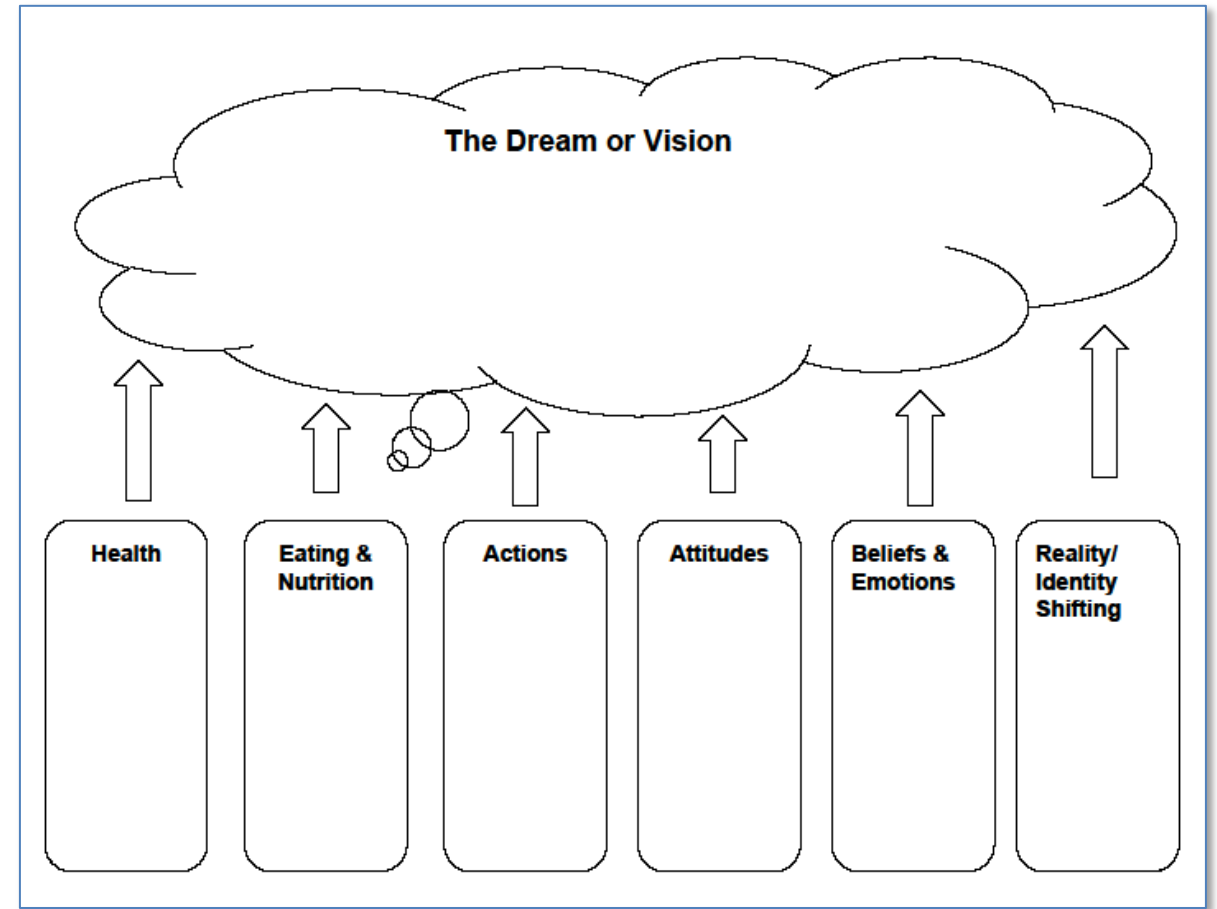 The Dream or Vision
Health
Eating &
Nutrition
Actions
Attitudes
Beliefs &
Emotions
Reality/
Identity
Shifting